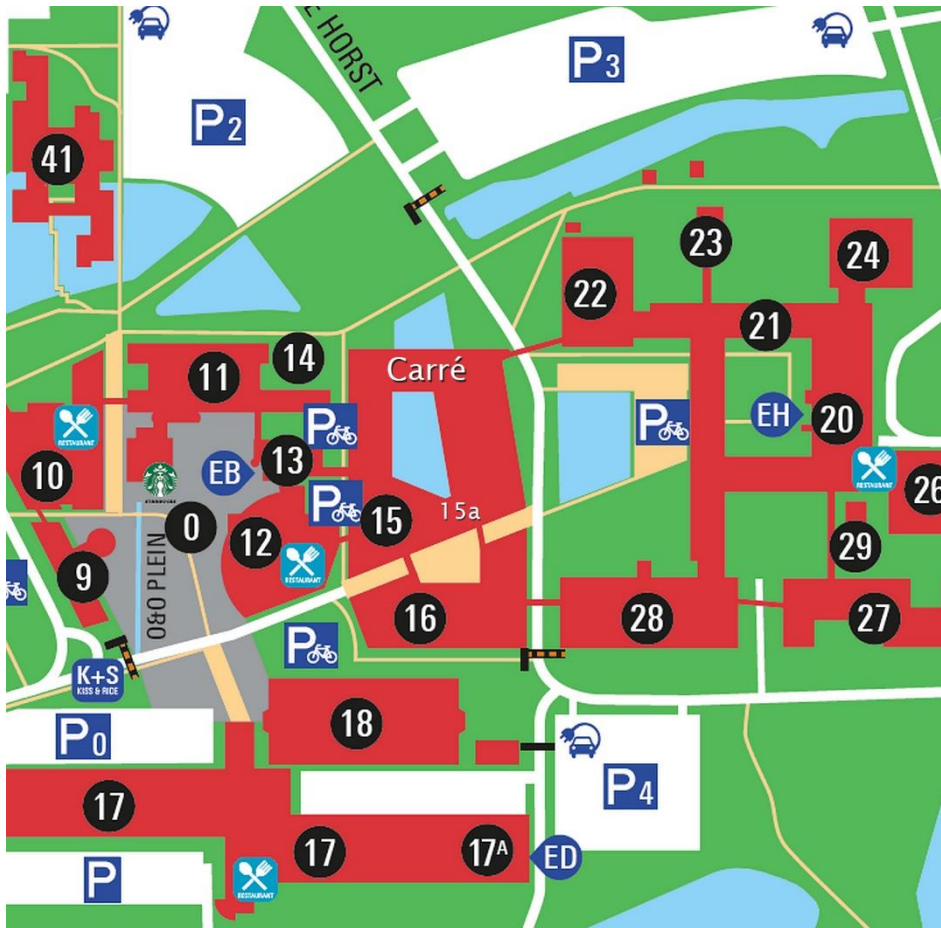 E HORST
P3
P2
41
23
24
22
21
14
Carré
11
P
P
EH
20
RESTAURANT
10
EB
13
STARBUCKS
RESTAURANT
26
P
15
15a
0
12
29
9
RESTAURANT
O&O PLEIN
16
28
27
P
K+S
KISS & RIDE
18
P0
P4
17
17
17A
ED
P
RESTAURANT